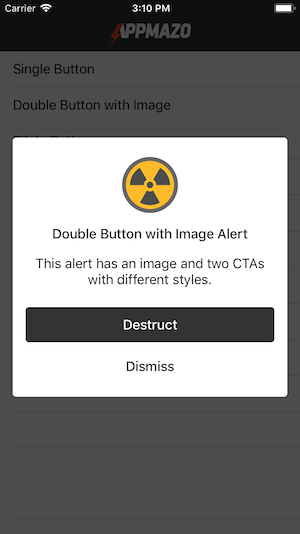 Carrier 3:10 PM
APPMAZO
Single Button
Double Button with Image
Double Button with Image Alert
This alert has an image and two CTAs
with different styles.
Destruct
Dismiss